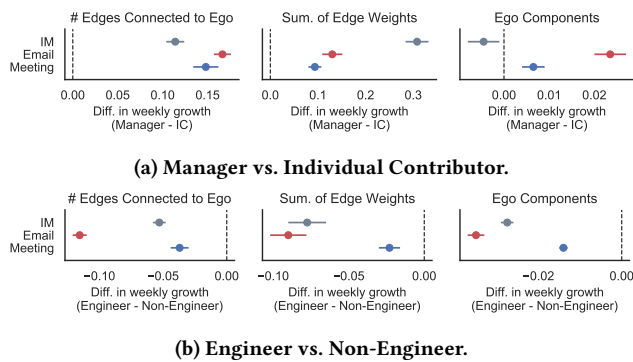 # Edges Connected to Ego Sum. of Edge Weights Ego Components
IM
Email
Meeting
0.00 0.05 0.10 0.15 0.0 0.1 0.2 0.3 0.00 0.01 0.02
Diff. in weekly growth Diff. in weekly growth Diff. in weekly growth
(Manager - IC) (Manager - IC) (Manager - IC)
(a) Manager vs. Individual Contributor.
# Edges Connected to Ego Sum. of Edge Weights Ego Components
IM
Email
Meeting
−0.10 −0.05 0.00 −0.10 −0.05 0.00 −0.02 0.00
Diff. in weekly growth Diff. in weekly growth Diff. in weekly growth
(Engineer - Non-Engineer) (Engineer - Non-Engineer) (Engineer - Non-Engineer)
(b) Engineer vs. Non-Engineer.